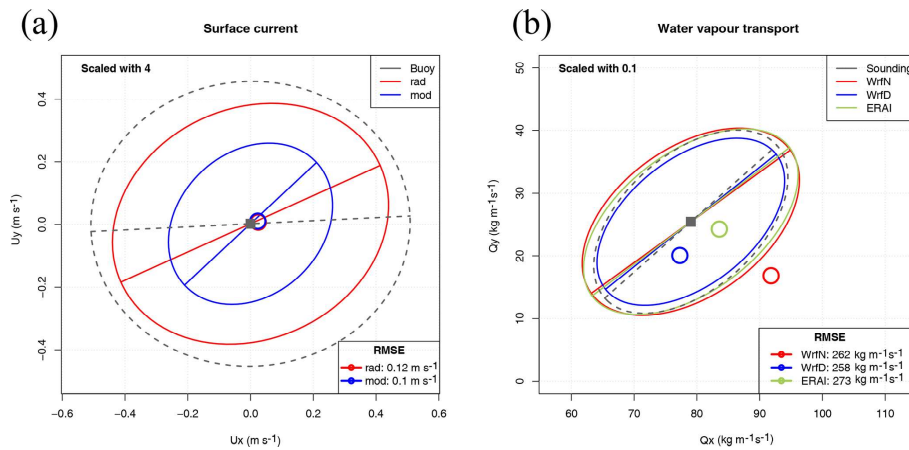 (a)
Surface current
Scaled with 4
Buoy
rad
mod
0.4
0.2
0.0
−0.2
−0.4
Uy (m s-1)
RMSE
rad: 0.12 m s-1
mod: 0.1 m s-1
−0.6
−0.4
−0.2
0.0
0.2
0.4
0.6
Ux (m s-1)
(b)
Water vapour transport
Scaled with 0.1
Sounding
WrfN
WrfD
ERAI
50
40
30
20
10
0
Qy (kg m-1s-1)
RMSE
WrfN: 262 kg m-1s-1
WrfD: 258 kg m-1s-1
ERAI: 273 kg m-1s-1
60
70
80
90
100
110
Qx (kg m-1s-1)